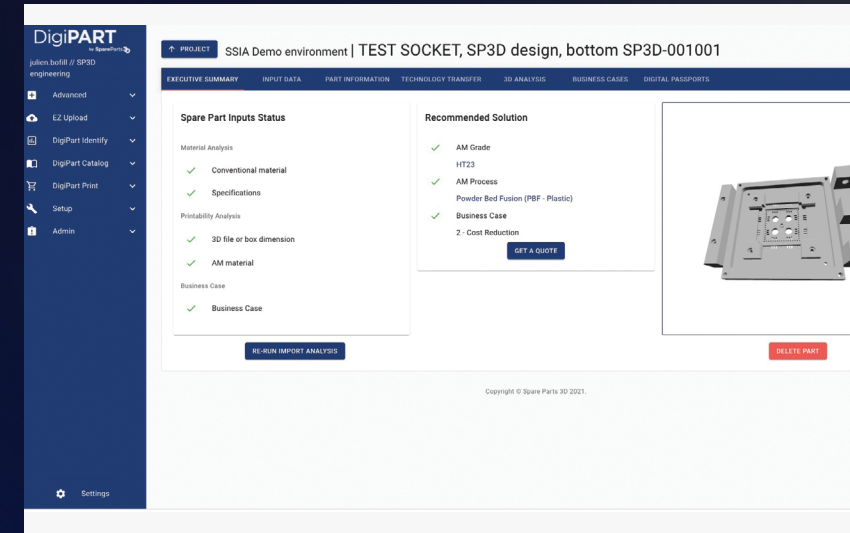 DigiPART
by SpareParts3D
julien.bofill // SP3D
engineering
Advanced
EZ Upload
DigiPart Identify
DigiPart Catalog
DigiPart Print
Setup
Admin
Settings
PROJECT
SSIA Demo environment | TEST SOCKET, SP3D design, bottom SP3D-001001
EXECUTIVE SUMMARY INPUT DATA PART INFORMATION TECHNOLOGY TRANSFER 3D ANALYSIS BUSINESS CASES DIGITAL PASSPORTS
Spare Part Inputs Status
Material Analysis
Conventional material
Specifications
Printability Analysis
3D file or box dimension
AM material
Business Case
Business Case
RE-RUN IMPORT ANALYSIS
Recommended Solution
AM Grade
HT23
AM Process
Powder Bed Fusion (PBF - Plastic)
Business Case
2 - Cost Reduction
GET A QUOTE
DELETE PART
Copyright © Spare Parts 3D 2021.